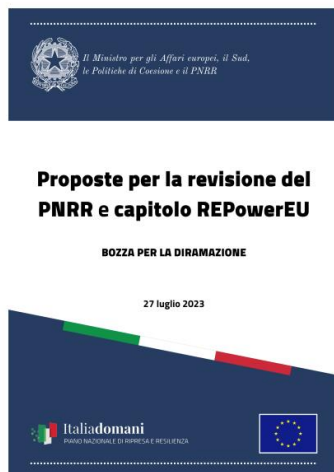 Il Ministro per gli Affari europei, il Sud,
le Politiche di Coesione e il PNRR
Proposte per la revisione del
PNRR e capitolo REPowerEU
BOZZA PER LA DIRAMAZIONE
27 luglio 2023
Italiadomani
PIANO NAZIONALE DI RIPRESA E RESILIENZA